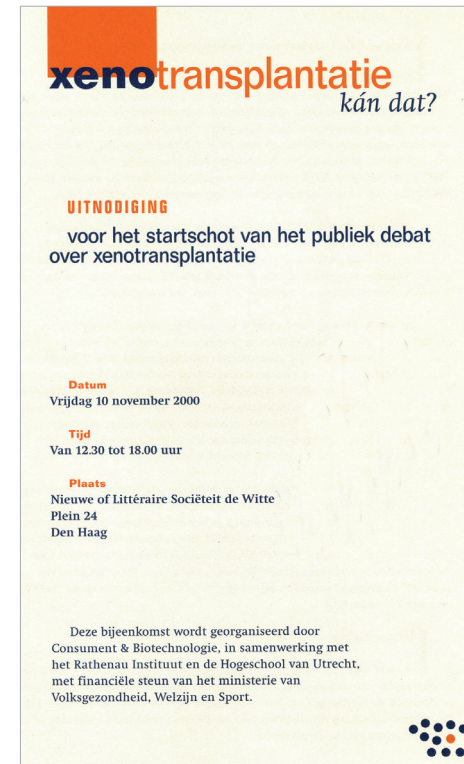 xenotransplantatie
kán dat?
UITNODIGING
voor het startschot van het publiek debat
over xenotransplantatie
Datum
Vrijdag 10 november 2000
Tijd
Van 12.30 tot 18.00 uur
Plaats
Nieuwe of Littéraire Sociëteit de Witte
Plein 24
Den Haag
Deze bijeenkomst wordt georganiseerd door
Consument & Biotechnologie, in samenwerking met
het Rathenau Instituut en de Hogeschool van Utrecht,
met financiële steun van het ministerie van
Volksgezondheid, Welzijn en Sport.